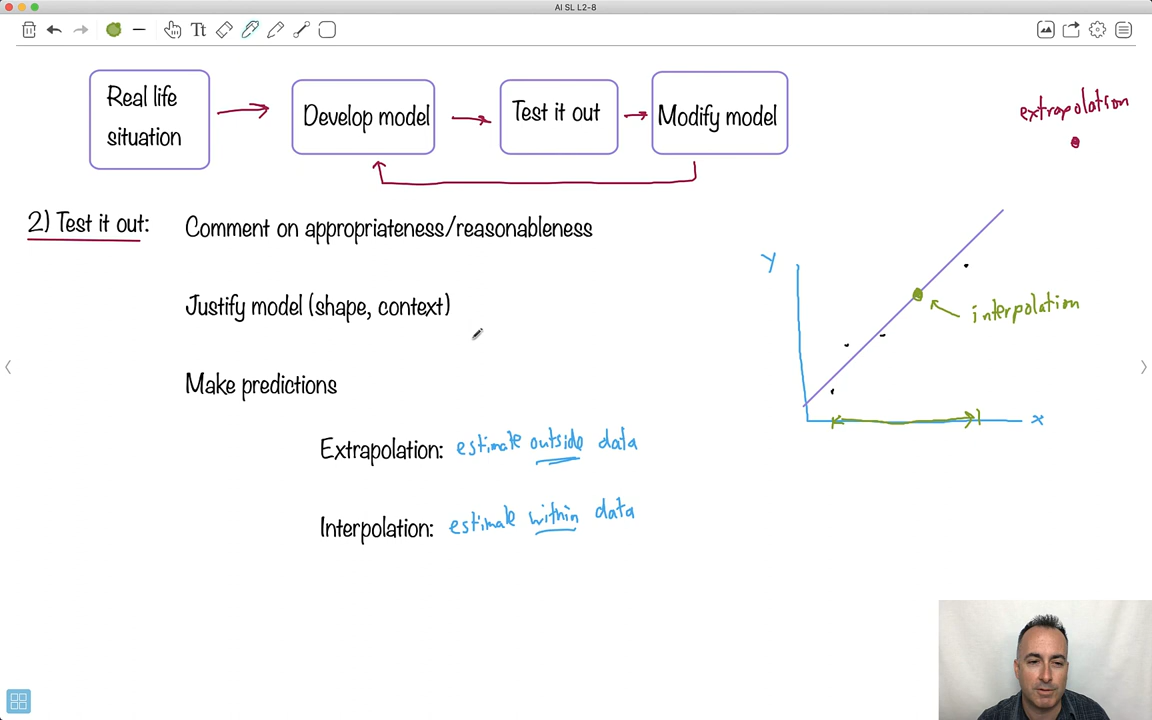 AI SL L2-8
Tt
Real life
situation
Develop model
Test it out
Modify model
extrapolation
2) Test it out:
Comment on appropriateness/reasonableness
Justify model (shape, context)
Make predictions
Extrapolation: estimate outside data
Interpolation: estimate within data
y
interpolation
x